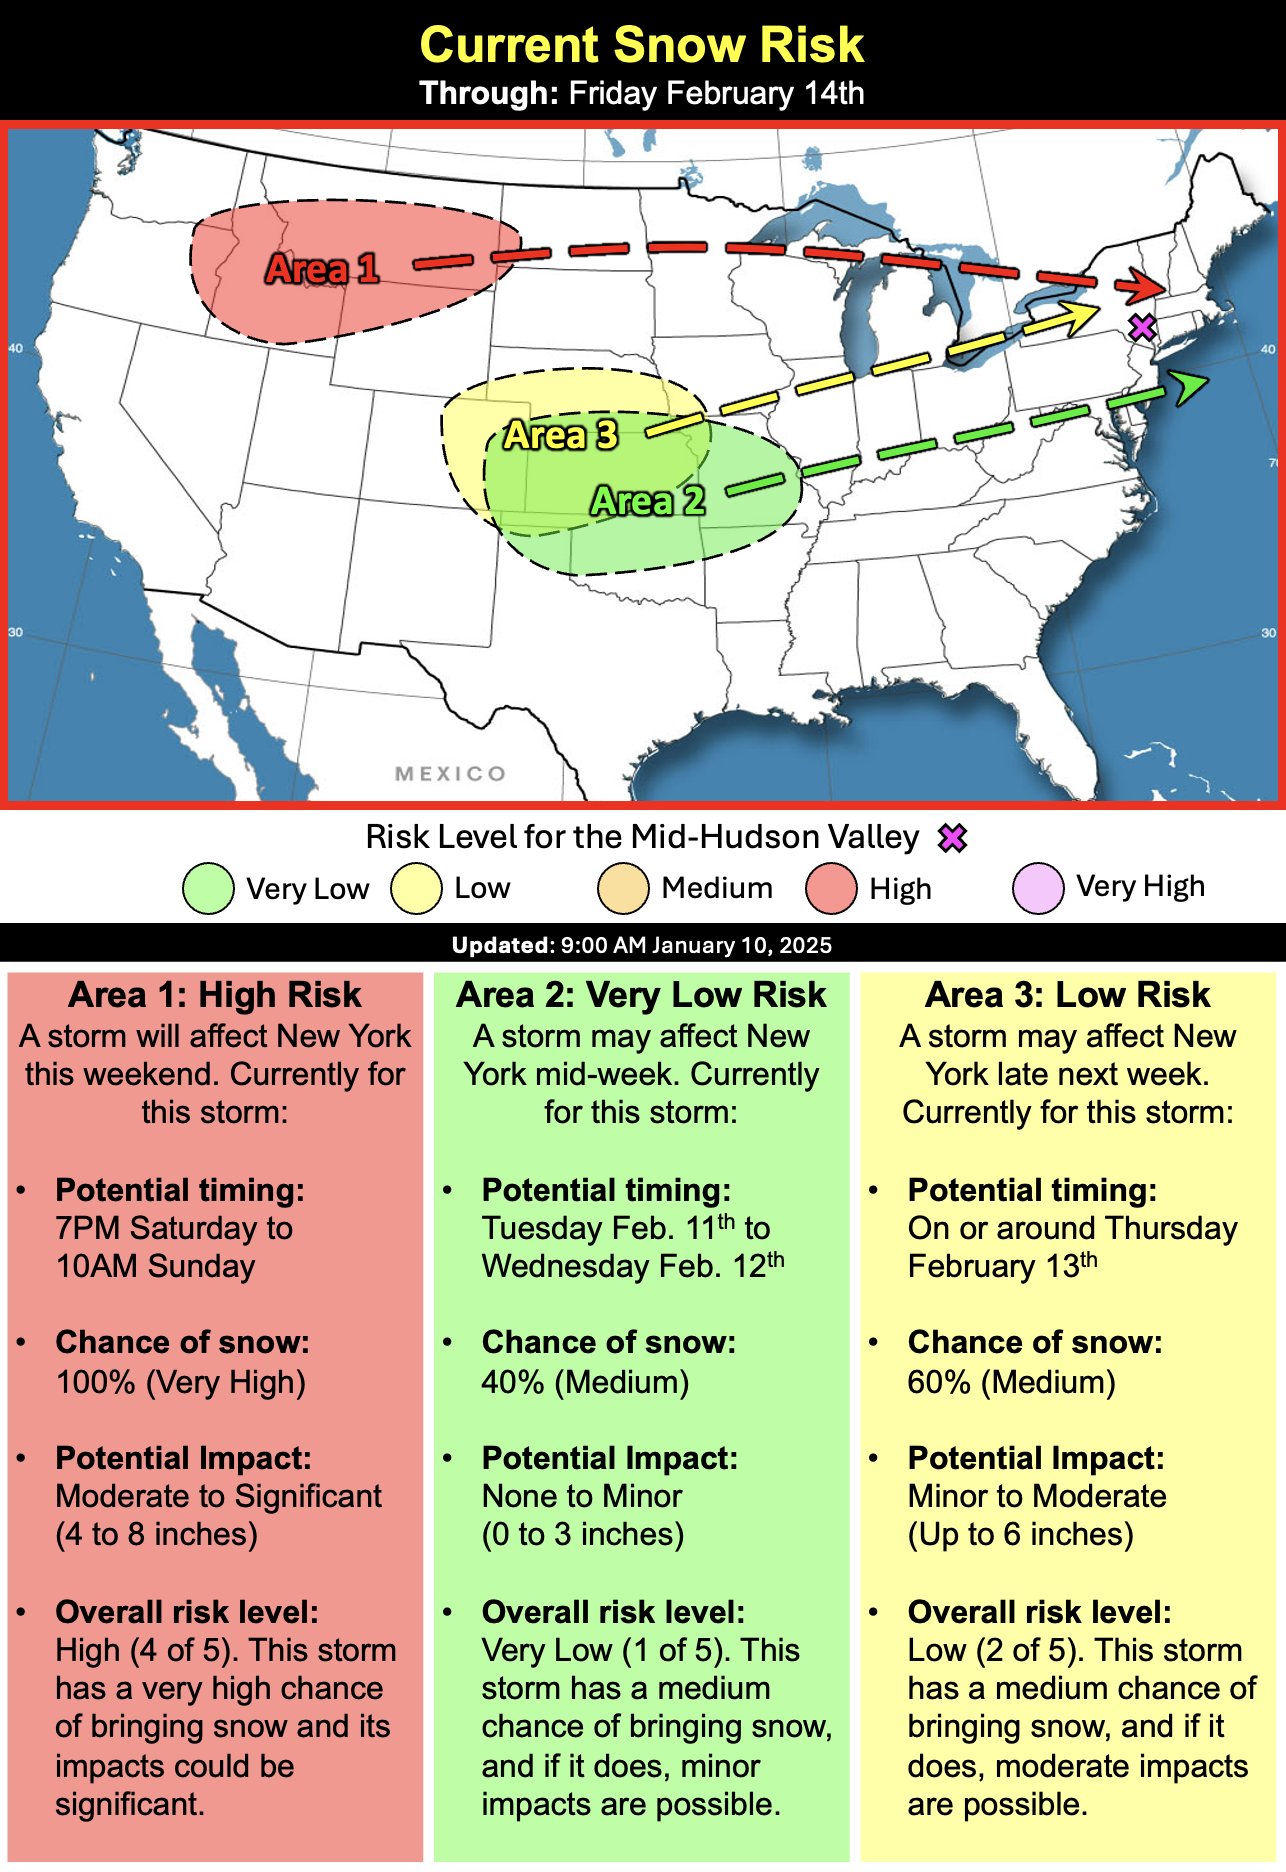 Current Snow Risk
Through: Friday February 14th
40
40
70
30
30
Area 1
Area 3
Area 2
MEXICO
Risk Level for the Mid-Hudson Valley
Very Low
Low
Medium
High
Very High
Updated: 9:00 AM January 10, 2025
Area 1: High Risk
A storm will affect New York
this weekend. Currently for
this storm:
• Potential timing:
7PM Saturday to
10AM Sunday
• Chance of snow:
100% (Very High)
• Potential Impact:
Moderate to Significant
(4 to 8 inches)
• Overall risk level:
High (4 of 5). This storm
has a very high chance
of bringing snow and its
impacts could be
significant.
Area 2: Very Low Risk
A storm may affect New
York mid-week. Currently
for this storm:
• Potential timing:
Tuesday Feb. 11th to
Wednesday Feb. 12th
• Chance of snow:
40% (Medium)
• Potential Impact:
None to Minor
(0 to 3 inches)
• Overall risk level:
Very Low (1 of 5). This
storm has a medium
chance of bringing snow,
and if it does, minor
impacts are possible.
Area 3: Low Risk
A storm may affect New
York late next week.
Currently for this storm:
• Potential timing:
On or around Thursday
February 13th
• Chance of snow:
60% (Medium)
• Potential Impact:
Minor to Moderate
(Up to 6 inches)
• Overall risk level:
Low (2 of 5). This storm
has a medium chance of
bringing snow, and if it
does, moderate impacts
are possible.